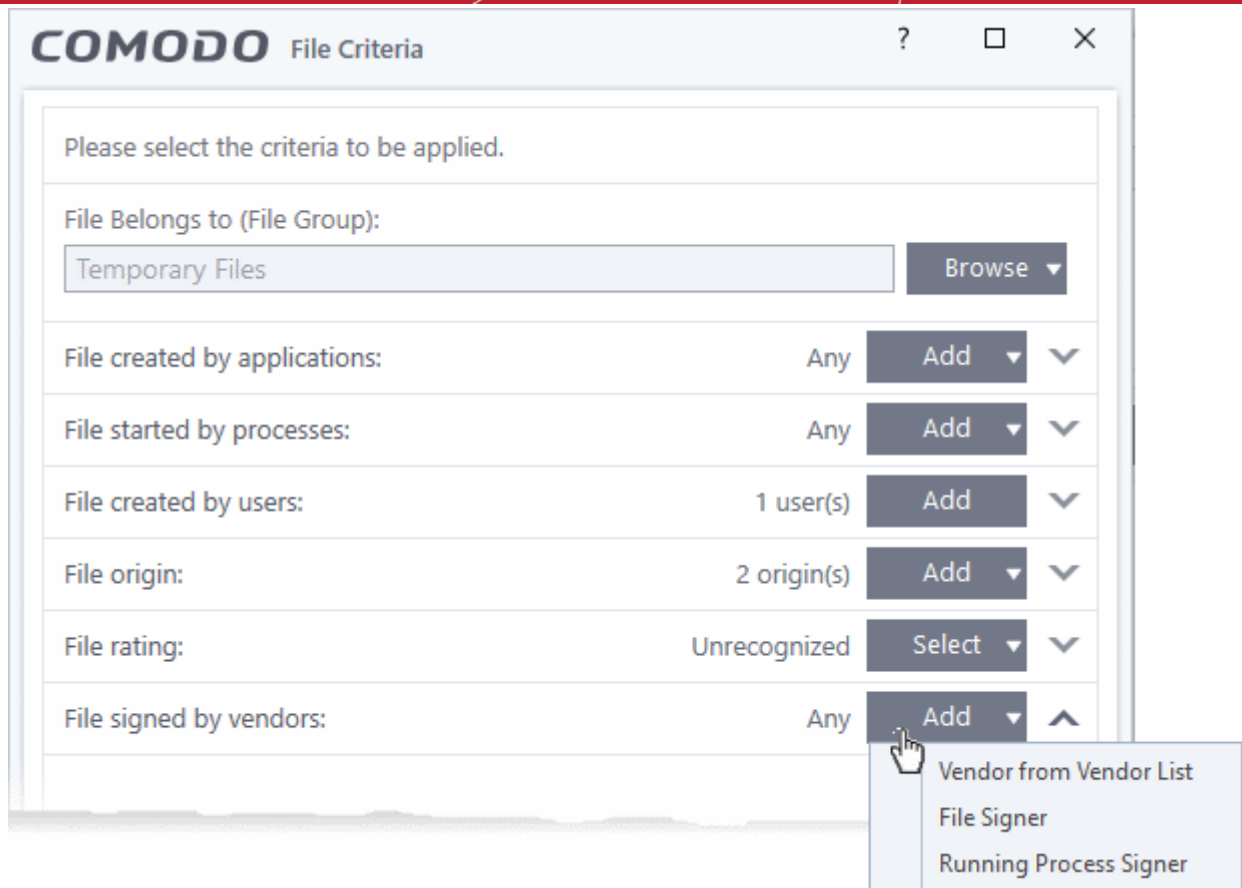 COMODO File Criteria ?
Please select the criteria to be applied.
File Belongs to (File Group):
Temporary Files Browse
File created by applications: Any Add
File started by processes: Any Add
File created by users: 1 user(s) Add
File origin: 2 origin(s) Add
File rating: Unrecognized Select
File signed by vendors: Any Add
Vendor from Vendor List
File Signer
Running Process Signer